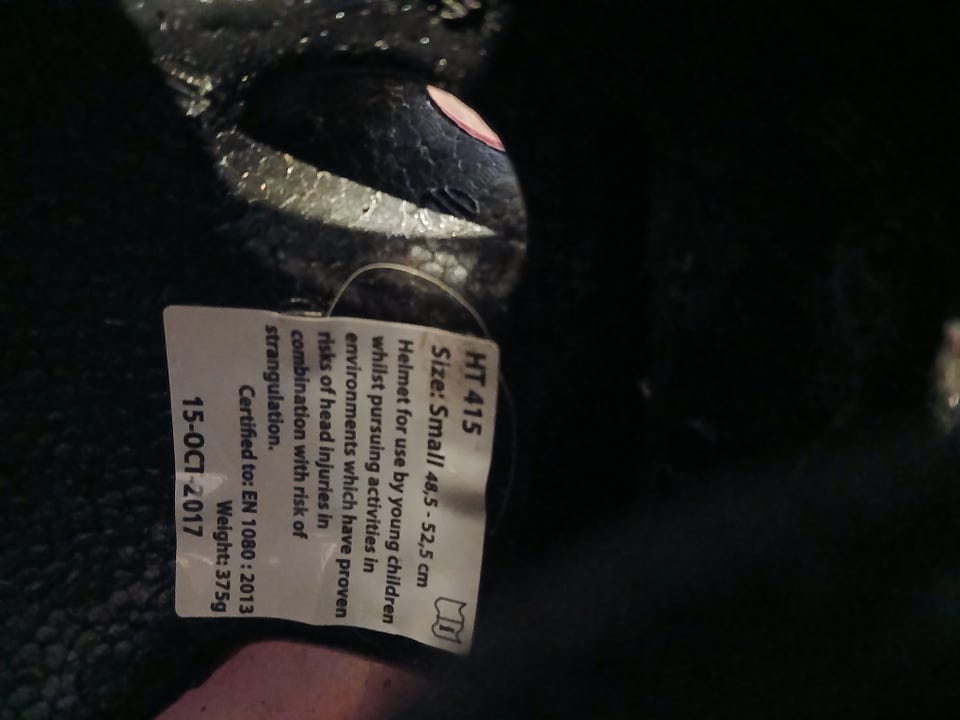 HT 415
Size: Small 48,5 - 52,5 cm
Helmet for use by young children
whilst pursuing activities in
environments which have proven
risks of head injuries in
combination with risk of
strangulation.
Certified to: EN 1080 : 2013
Weight: 375g
15-OCT-2017